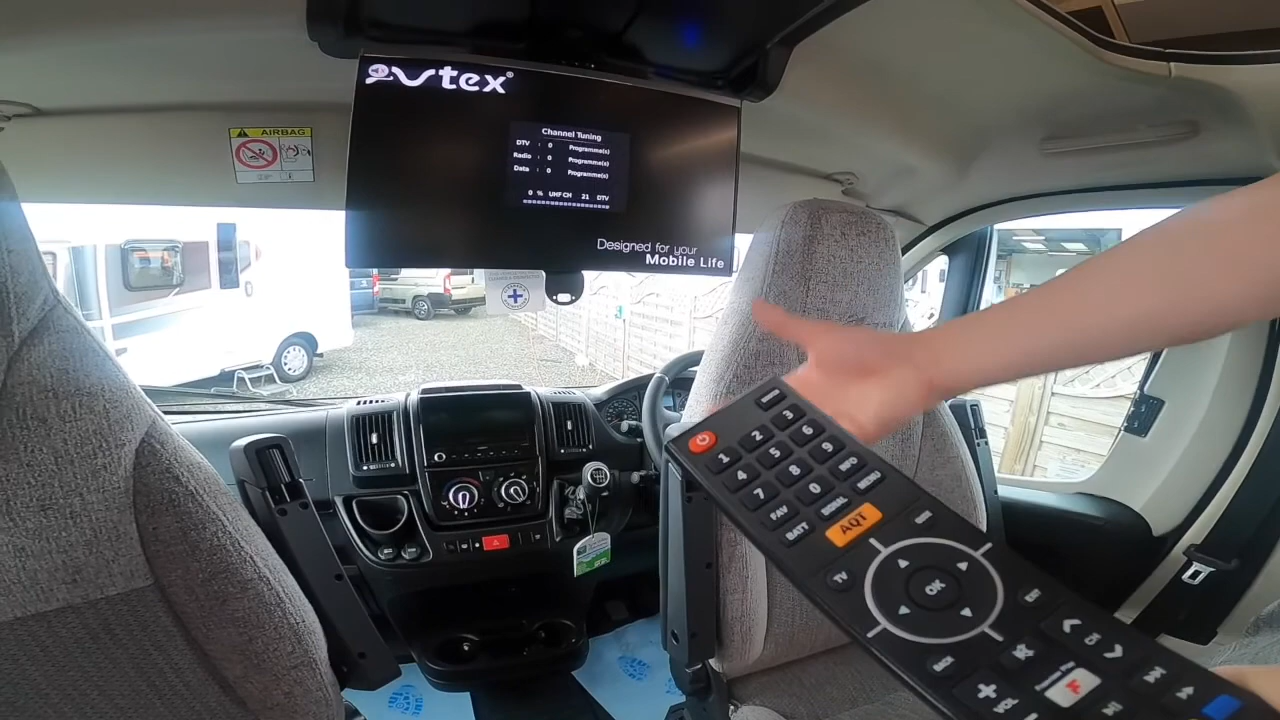 avtex®
Channel Tuning
DTV : 0 Programme(s)
Radio : 0 Programme(s)
Data : 0 Programme(s)
0 % UHF CH 21 DTV
Designed for your
Mobile Life
AIRBAG
1 2 3
4 5 6
7 8 9
0 INFO
FAV SIGNAL MENU
BATT AQT
TV
OK
BACK
VOL